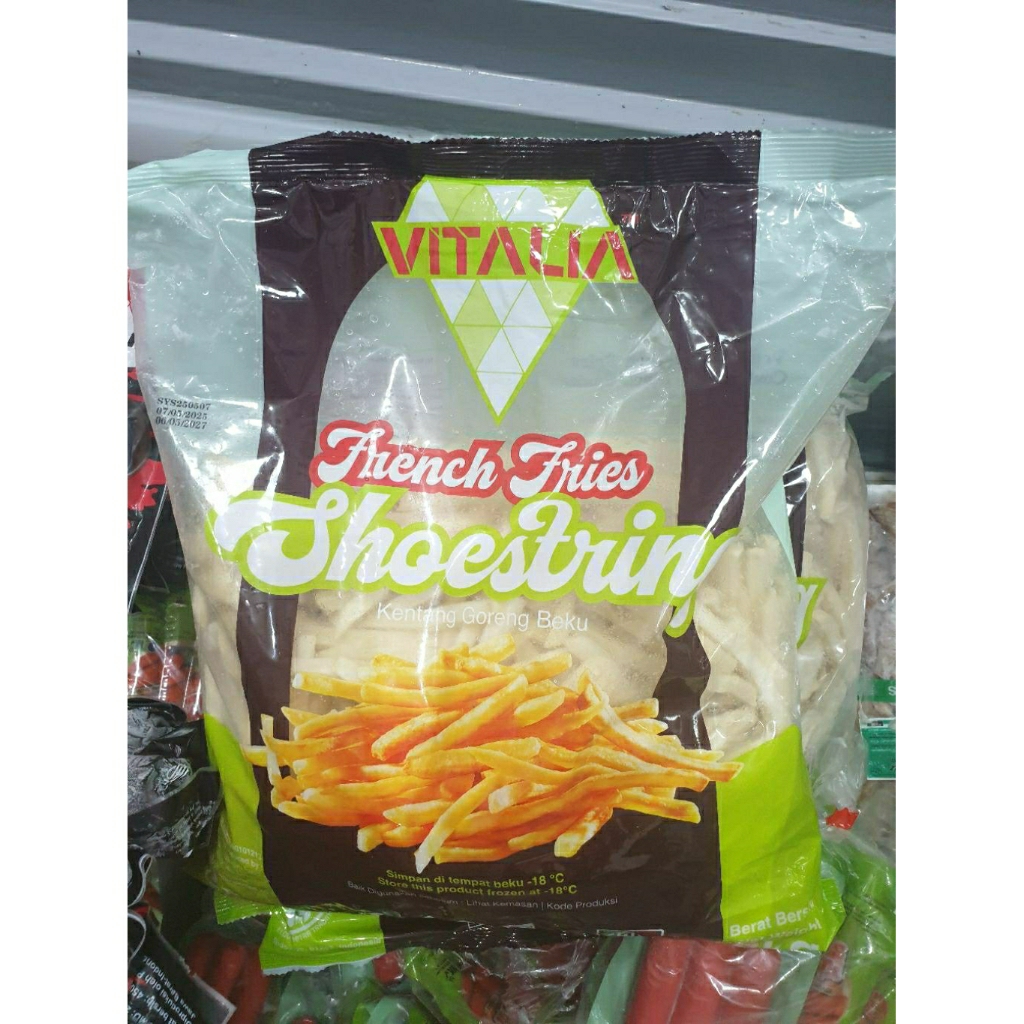 VITALIA
SYS250507
07/05/2025
06/05/2027
French Fries
Shoestring
Kentang Goreng Beku
Simpan di tempat beku -18 °C
Store this product frozen at -18°C
Lihat Kemasan | Kode Produksi
Berat